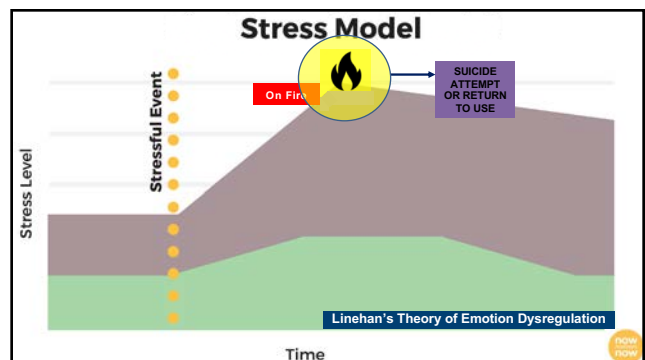 Stress Model
On Fire
SUICIDE
ATTEMPT
OR RETURN
TO USE
Stressful Event
Stress Level
Linehan's Theory of Emotion Dysregulation
Time
now
now